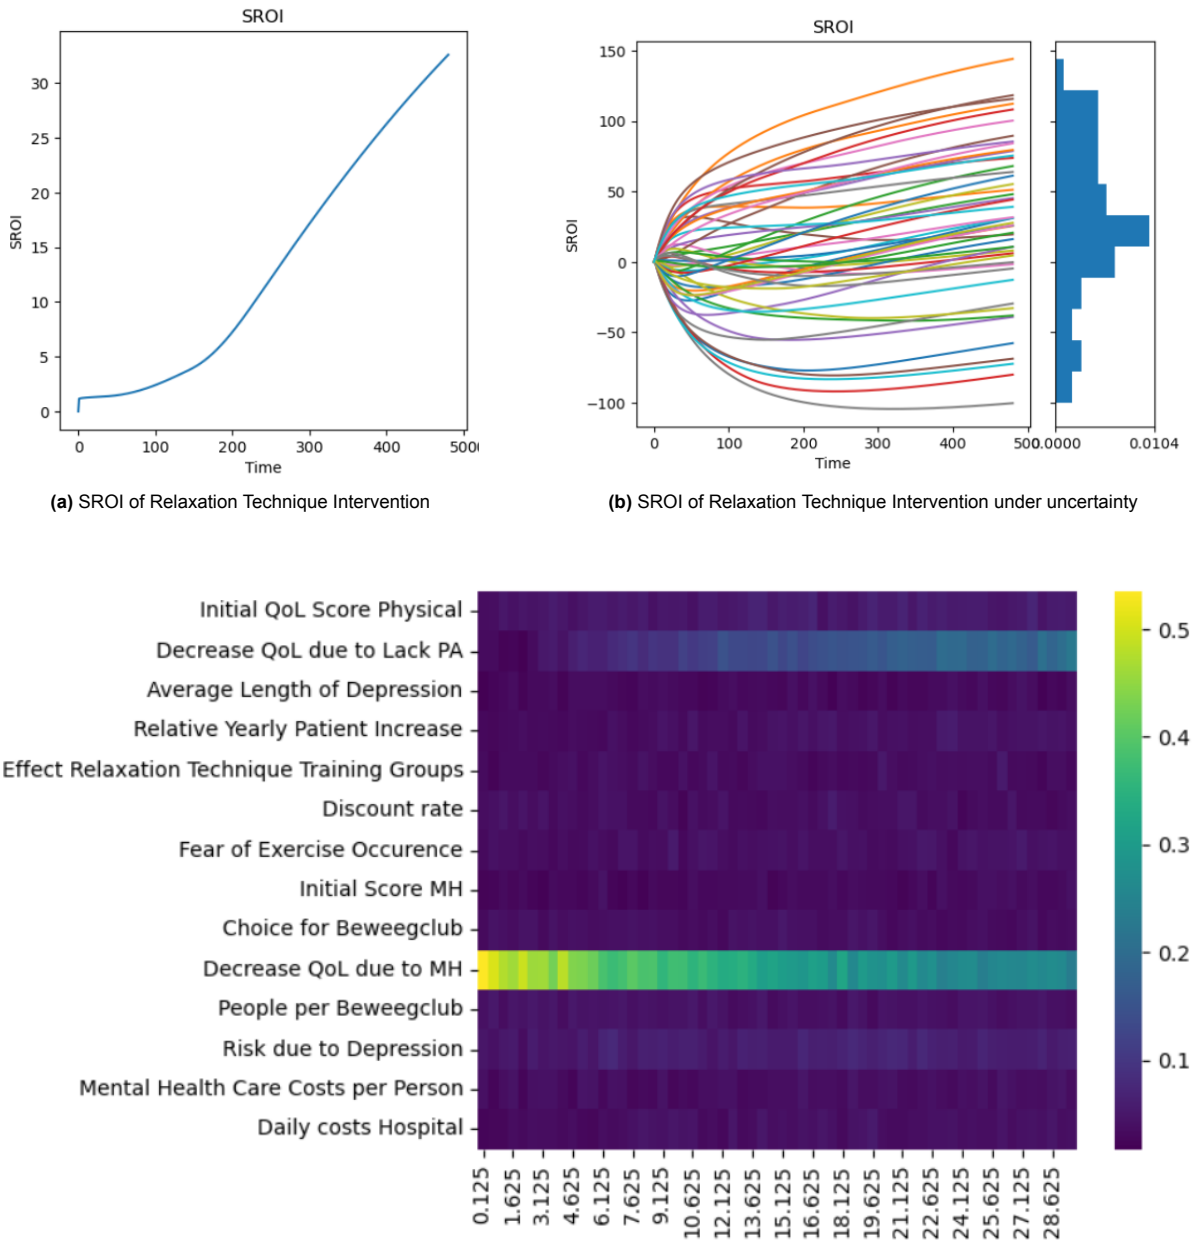 SROI
30
25
20
15
10
5
0
SROI
0 100 200 300 400 500
Time
(a) SROI of Relaxation Technique Intervention
SROI
150
100
50
0
−50
−100
SROI
0 100 200 300 400 500 0.0000 0.0104
Time
(b) SROI of Relaxation Technique Intervention under uncertainty
Initial QoL Score Physical
Decrease QoL due to Lack PA
Average Length of Depression
Relative Yearly Patient Increase
Effect Relaxation Technique Training Groups
Discount rate
Fear of Exercise Occurence
Initial Score MH
Choice for Beweegclub
Decrease QoL due to MH
People per Beweegclub
Risk due to Depression
Mental Health Care Costs per Person
Daily costs Hospital
0.5
0.4
0.3
0.2
0.1
0.125 1.625 3.125 4.625 6.125 7.625 9.125 10.625 12.125 13.625 15.125 16.625 18.125 19.625 21.125 22.625 24.125 25.625 27.125 28.625